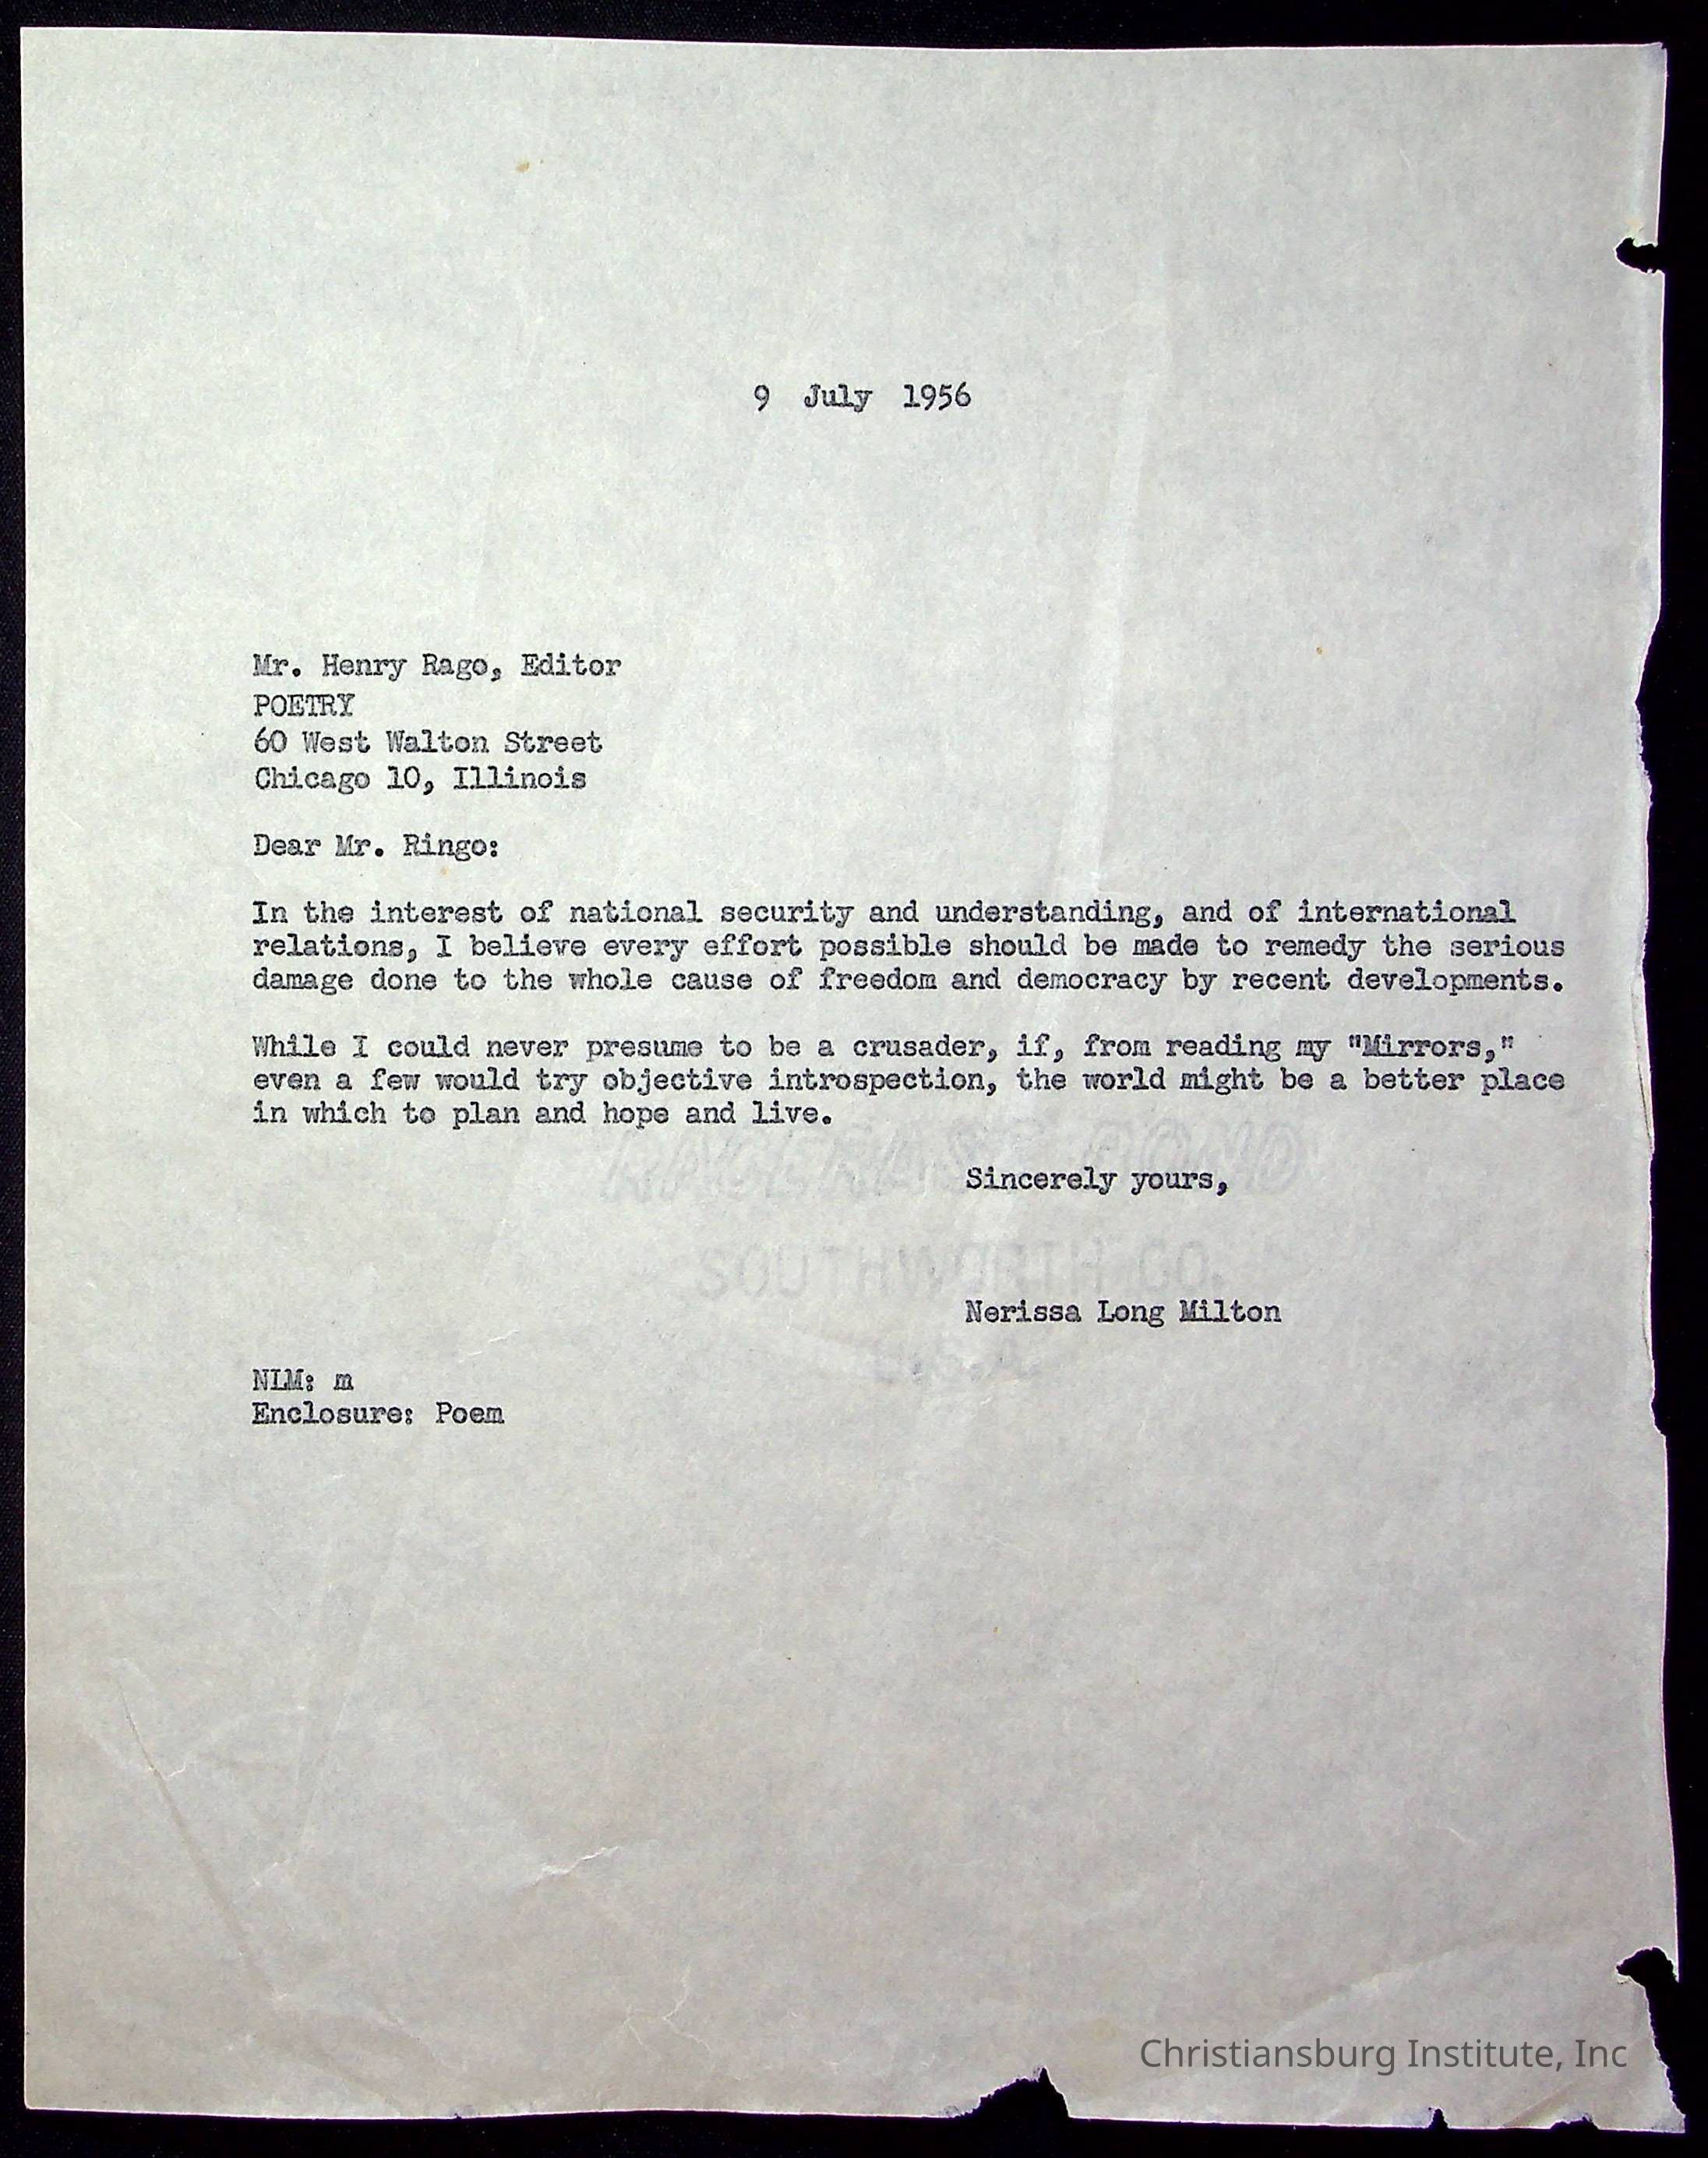 9 July 1956
Mr. Henry Rago, Editor
POETRY
60 West Walton Street
Chicago 10, Illinois
Dear Mr. Ringo:
In the interest of national security and understanding, and of international
relations, I believe every effort possible should be made to remedy the serious
damage done to the whole cause of freedom and democracy by recent developments.
While I could never presume to be a crusader, if, from reading my "Mirrors,"
even a few would try objective introspection, the world might be a better place
in which to plan and hope and live.
Sincerely yours,
SOUTHWORTH CO.
Nerissa Long Milton
U.S.A.
NLM: m
Enclosure: Poem
Christiansburg Institute, Inc